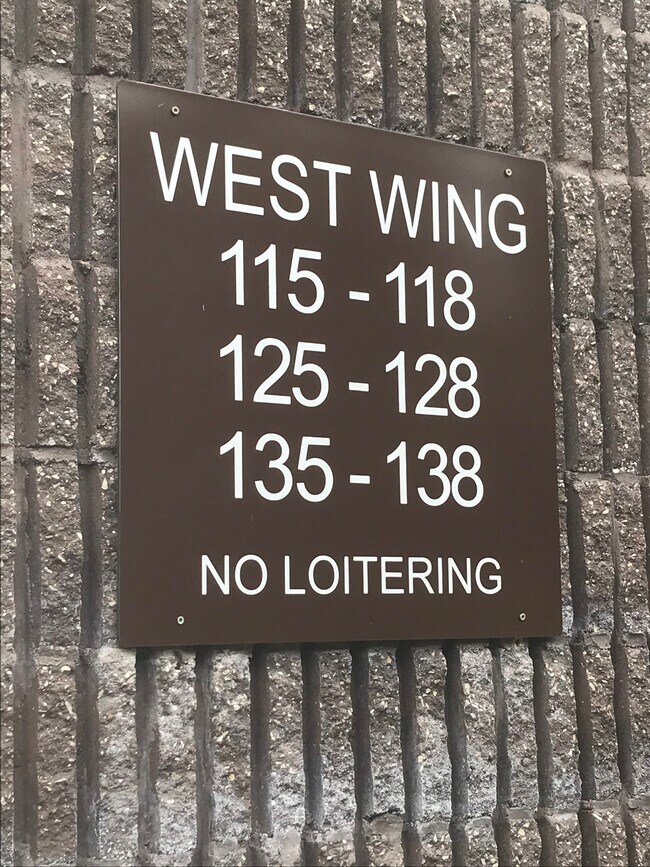 WEST WING
115 - 118
125 - 128
135 - 138
NO LOITERING